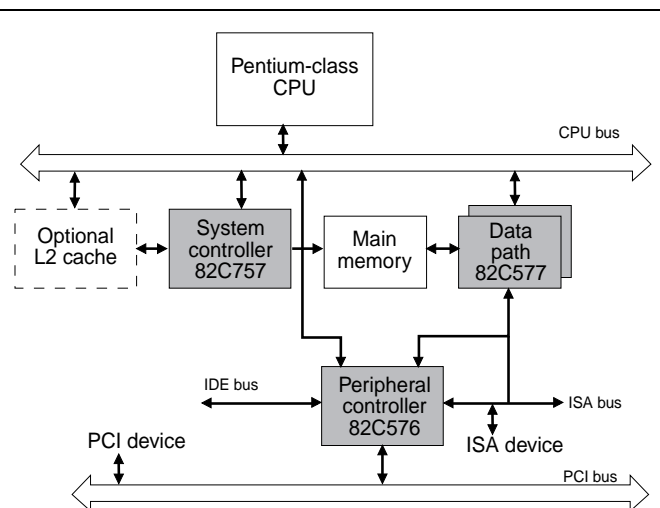 Pentium-class
CPU
CPU bus
Optional
L2 cache
System
controller
82C757
Main
memory
Data
path
82C577
IDE bus
Peripheral
controller
82C576
ISA bus
PCI device
ISA device
PCI bus